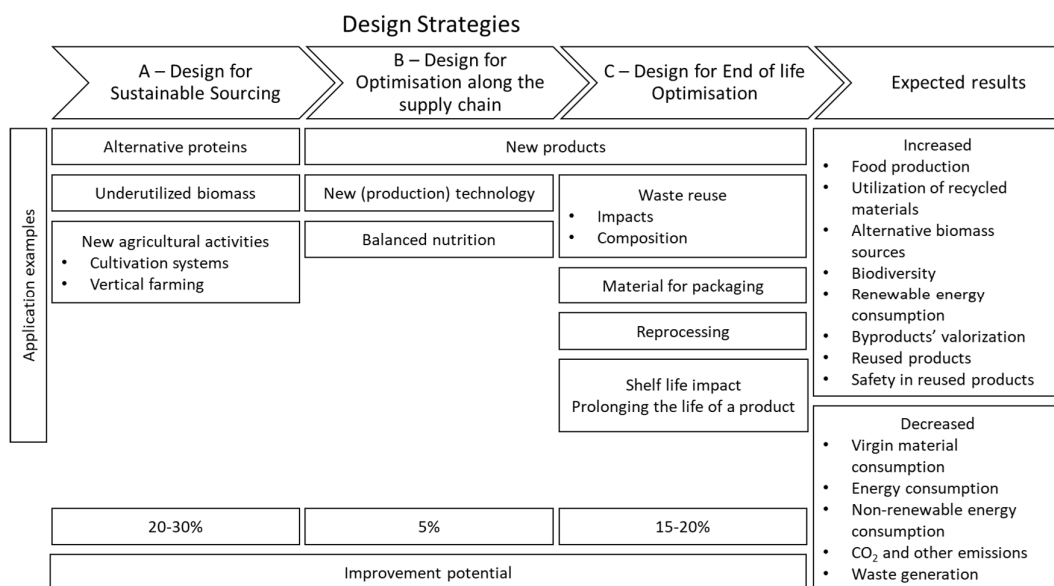 Design Strategies
A – Design for
Sustainable Sourcing
B – Design for
Optimisation along the
supply chain
C – Design for End of life
Optimisation
Expected results
Application examples
Alternative proteins
Underutilized biomass
New agricultural activities
• Cultivation systems
• Vertical farming
New products
New (production) technology
Balanced nutrition
Waste reuse
• Impacts
• Composition
Material for packaging
Reprocessing
Shelf life impact
Prolonging the life of a product
Increased
• Food production
• Utilization of recycled
materials
• Alternative biomass
sources
• Biodiversity
• Renewable energy
consumption
• Byproducts' valorization
• Reused products
• Safety in reused products
Decreased
• Virgin material
consumption
• Energy consumption
• Non-renewable energy
consumption
• CO₂ and other emissions
• Waste generation
20-30%
5%
15-20%
Improvement potential